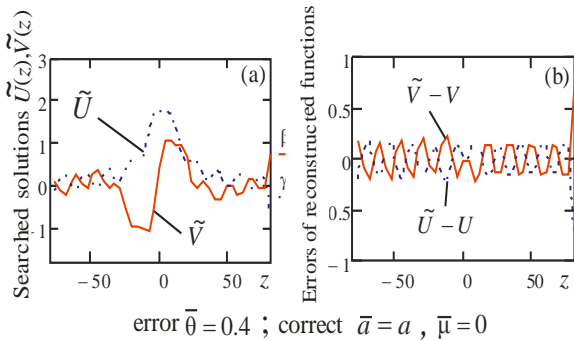 Searched solutions Ũ(z),Ṽ(z)
3
2
1
0
-1
(a)
Ũ
Ṽ
β
γ
-50
0
50
z
Errors of reconstructed functions
1
0.5
0
0.5
-1
(b)
Ṽ - V
Ũ - U
-50
0
50
z
error θ̄ = 0.4 ; correct ā = a , μ̄ = 0